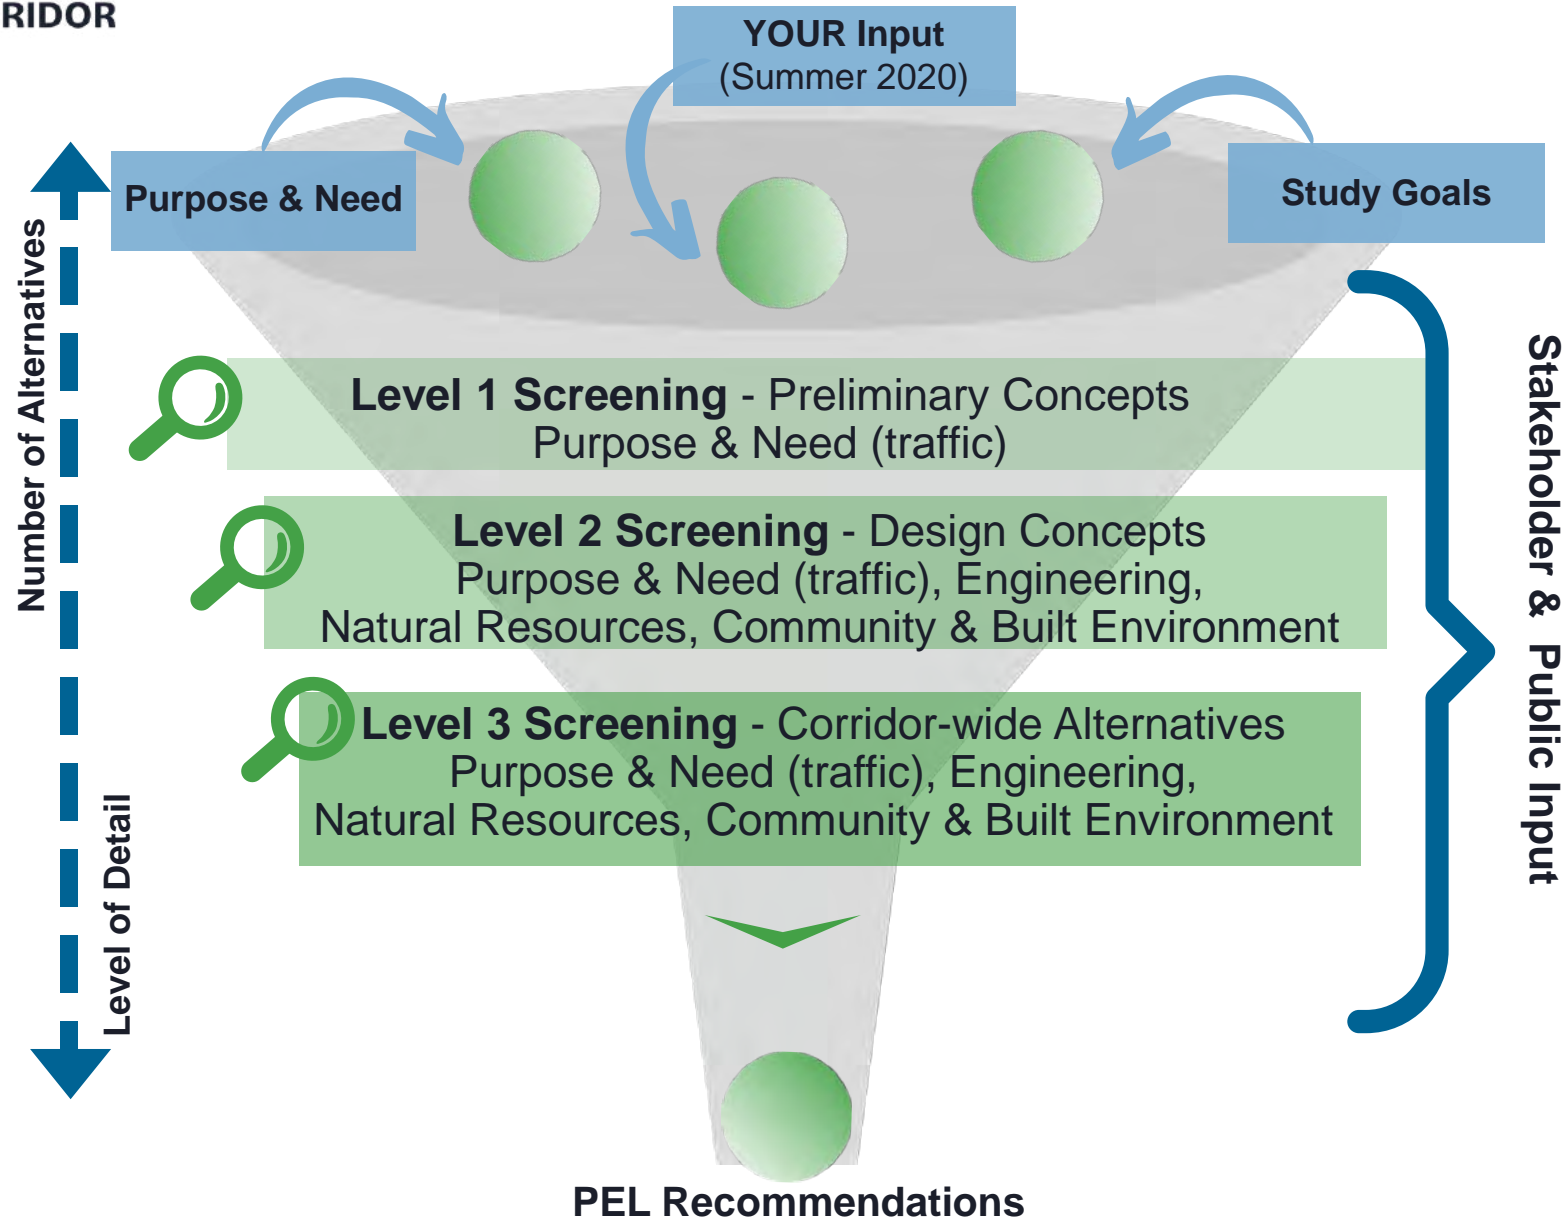 RIDOR
YOUR Input
(Summer 2020)
Purpose & Need
Study Goals
Number of Alternatives
Level of Detail
Level 1 Screening - Preliminary Concepts
Purpose & Need (traffic)
Level 2 Screening - Design Concepts
Purpose & Need (traffic), Engineering,
Natural Resources, Community & Built Environment
Level 3 Screening - Corridor-wide Alternatives
Purpose & Need (traffic), Engineering,
Natural Resources, Community & Built Environment
Stakeholder & Public Input
PEL Recommendations